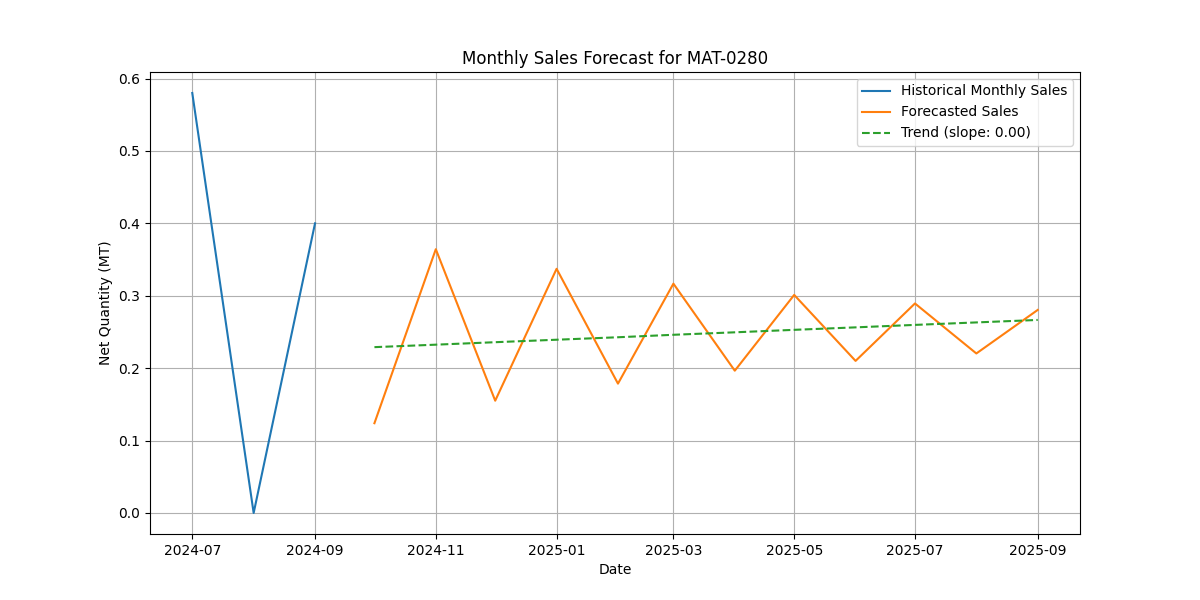 Monthly Sales Forecast for MAT-0280
Historical Monthly Sales
Forecasted Sales
Trend (slope: 0.00)
Net Quantity (MT)
0.6
0.5
0.4
0.3
0.2
0.1
0.0
2024-07
2024-09
2024-11
2025-01
2025-03
2025-05
2025-07
2025-09
Date